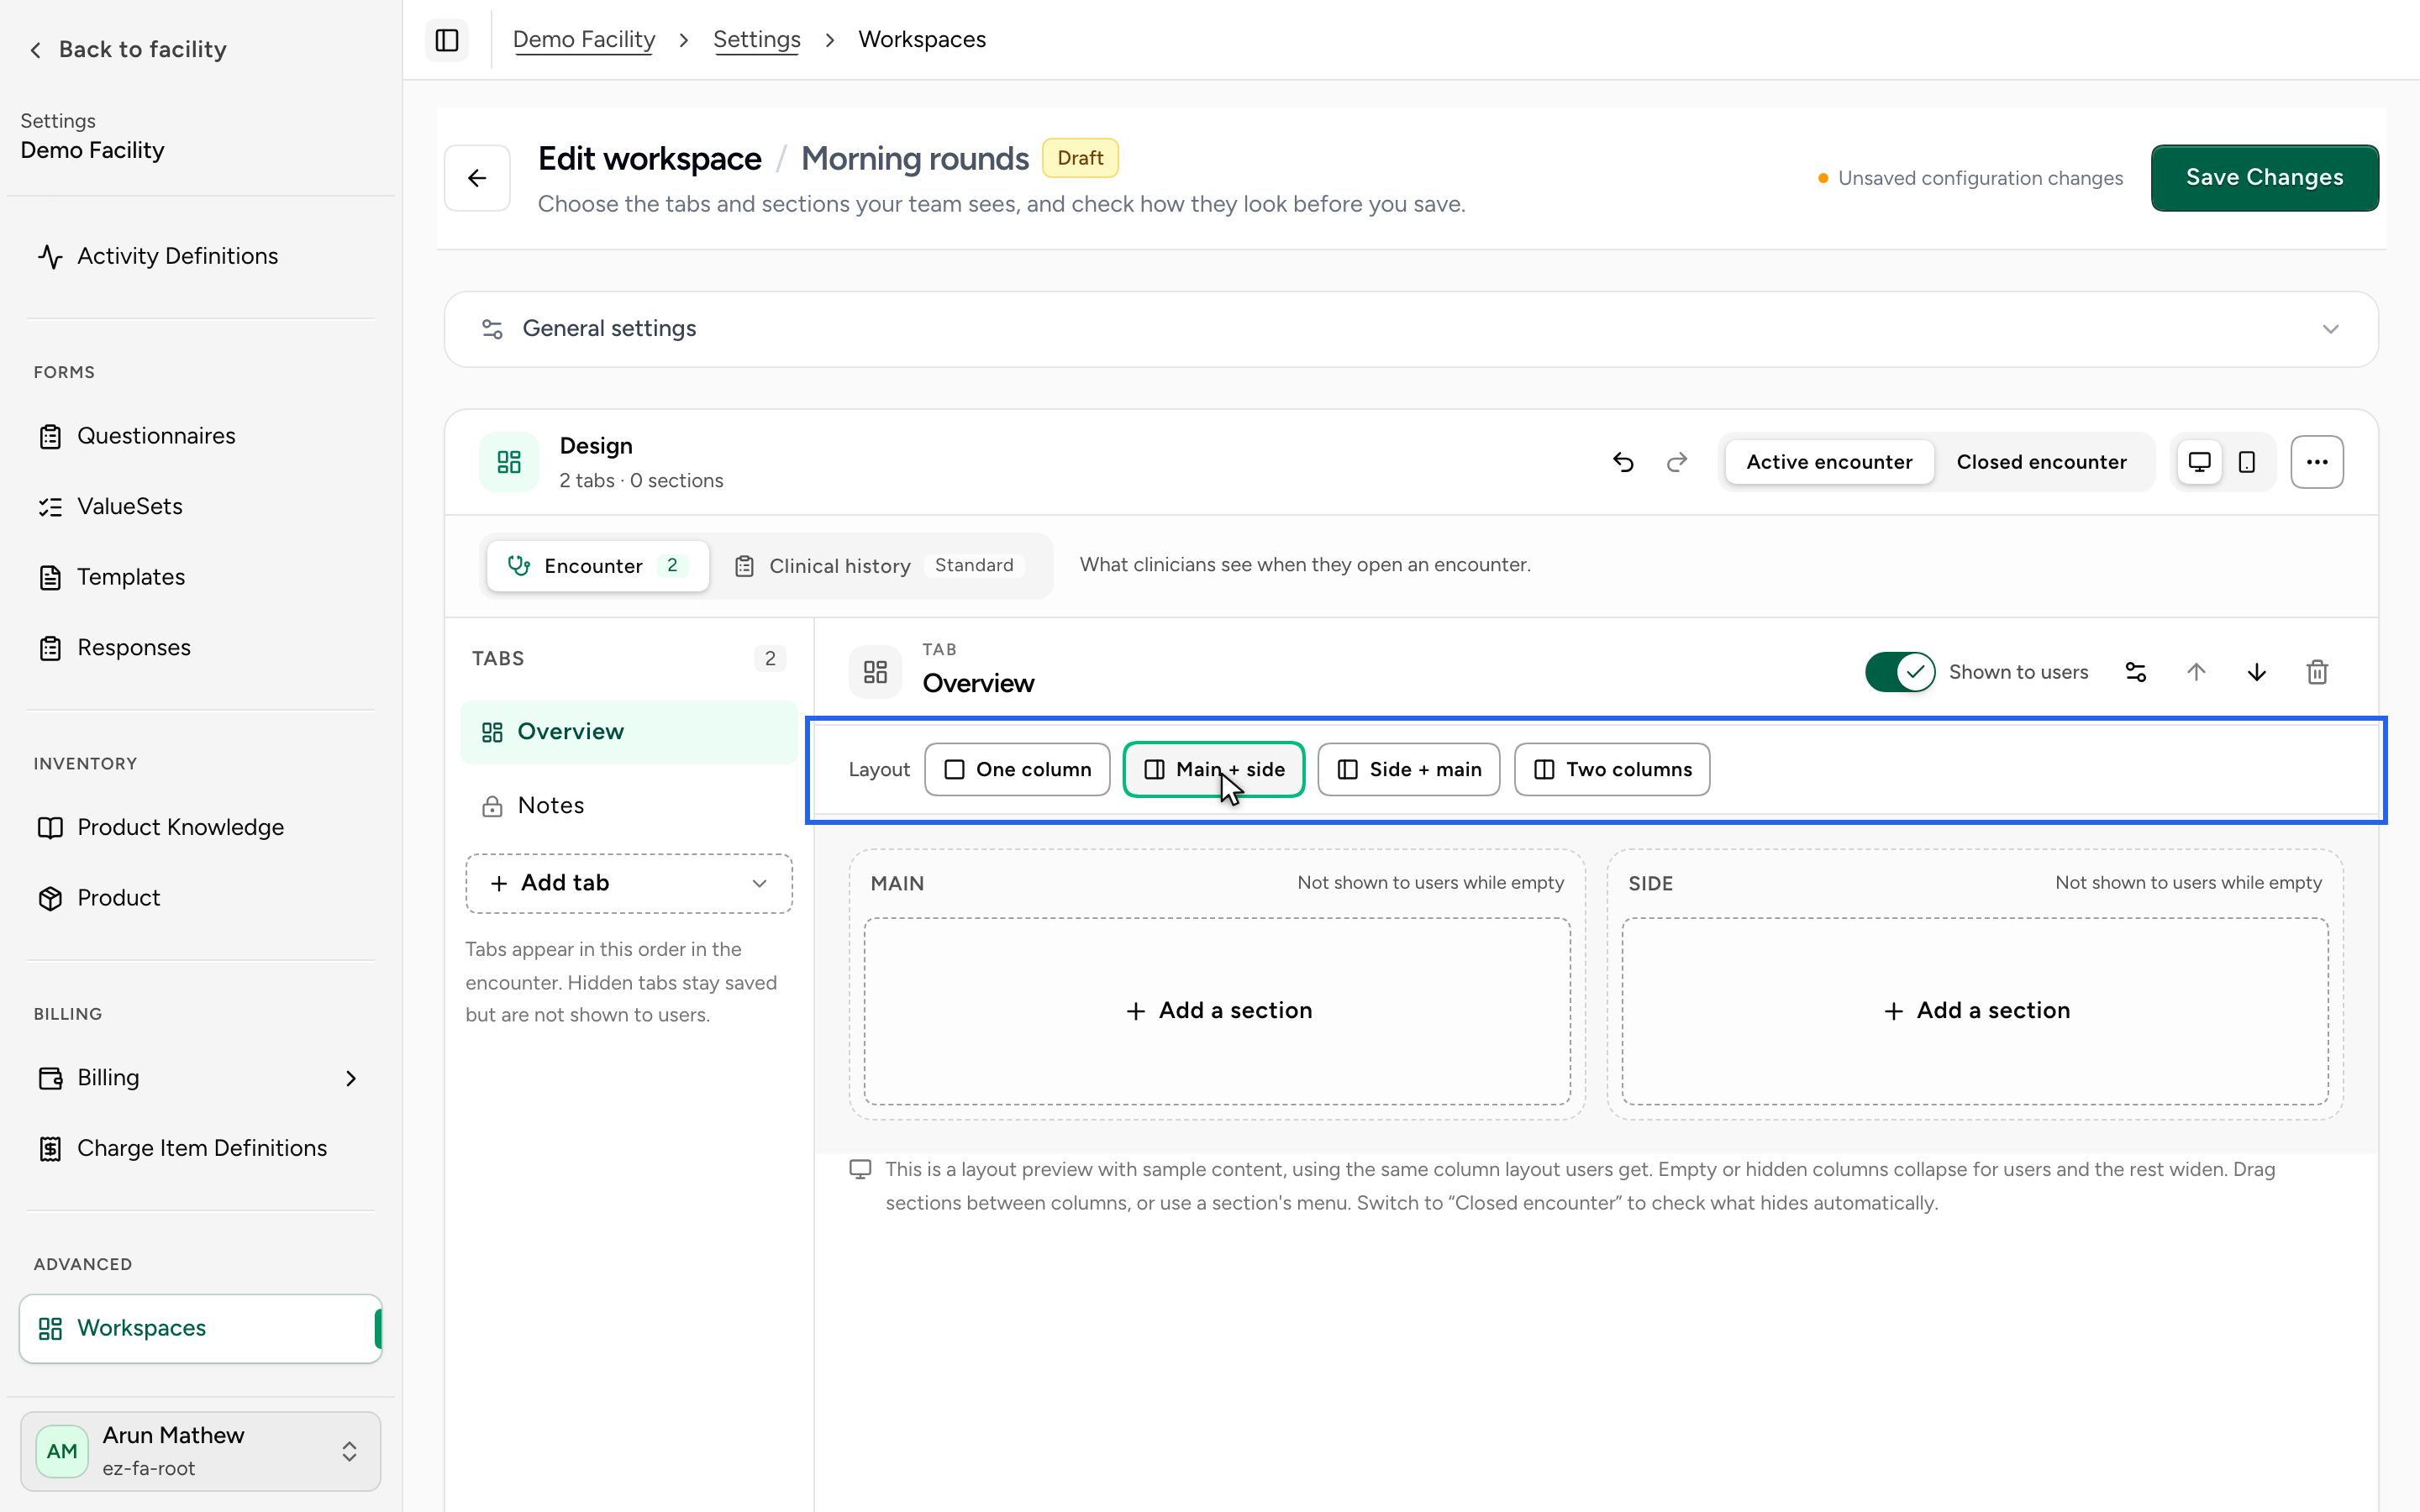 Back to facility
Settings
Demo Facility
Activity Definitions
FORMS
Questionnaires
ValueSets
Templates
Responses
INVENTORY
Product Knowledge
Product
BILLING
Billing
Charge Item Definitions
ADVANCED
Workspaces
AM
Arun Mathew
ez-fa-root
Demo Facility > Settings > Workspaces
Edit workspace / Morning rounds Draft
Choose the tabs and sections your team sees, and check how they look before you save.
Unsaved configuration changes
Save Changes
General settings
Design
2 tabs · 0 sections
Active encounter Closed encounter
Encounter 2 Clinical history Standard What clinicians see when they open an encounter.
TABS 2
Overview
Notes
+ Add tab
Tabs appear in this order in the
encounter. Hidden tabs stay saved
but are not shown to users.
TAB
Overview
Shown to users
Layout One column Main + side Side + main Two columns
MAIN Not shown to users while empty
+ Add a section
SIDE Not shown to users while empty
+ Add a section
This is a layout preview with sample content, using the same column layout users get. Empty or hidden columns collapse for users and the rest widen. Drag
sections between columns, or use a section's menu. Switch to “Closed encounter” to check what hides automatically.